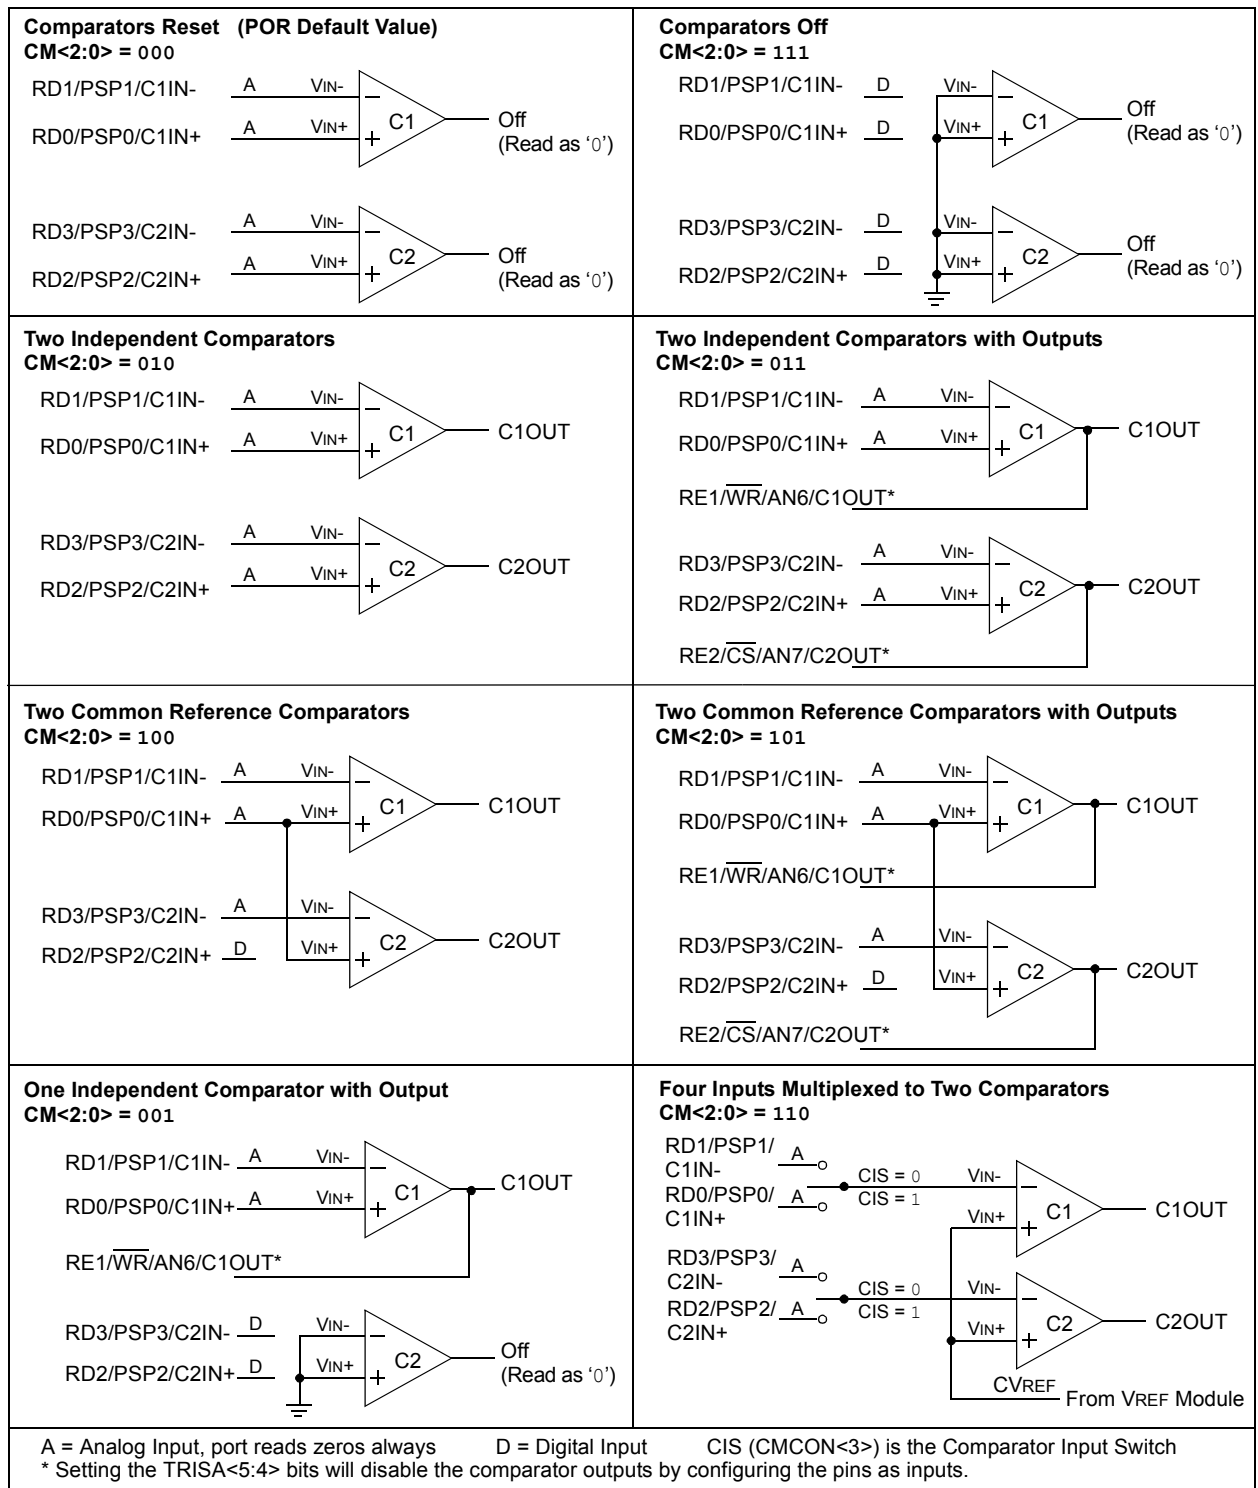 Comparators Reset (POR Default Value)
CM<2:0> = 000
RD1/PSP1/C1IN- A VIN-
C1
Off
(Read as ‘0’)
RD0/PSP0/C1IN+ A VIN+
RD3/PSP3/C2IN- A VIN-
C2
Off
(Read as ‘0’)
RD2/PSP2/C2IN+ A VIN+
Comparators Off
CM<2:0> = 111
RD1/PSP1/C1IN- D VIN-
C1
Off
(Read as ‘0’)
RD0/PSP0/C1IN+ D VIN+
RD3/PSP3/C2IN- D VIN-
C2
Off
(Read as ‘0’)
RD2/PSP2/C2IN+ D VIN+
Two Independent Comparators
CM<2:0> = 010
RD1/PSP1/C1IN- A VIN-
C1 C1OUT
RD0/PSP0/C1IN+ A VIN+
RD3/PSP3/C2IN- A VIN-
C2 C2OUT
RD2/PSP2/C2IN+ A VIN+
Two Independent Comparators with Outputs
CM<2:0> = 011
RD1/PSP1/C1IN- A VIN-
C1 C1OUT
RD0/PSP0/C1IN+ A VIN+
RE1/WR/AN6/C1OUT*
RD3/PSP3/C2IN- A VIN-
C2 C2OUT
RD2/PSP2/C2IN+ A VIN+
RE2/CS/AN7/C2OUT*
Two Common Reference Comparators
CM<2:0> = 100
RD1/PSP1/C1IN- A VIN-
C1 C1OUT
RD0/PSP0/C1IN+ A VIN+
RD3/PSP3/C2IN- A VIN-
C2 C2OUT
RD2/PSP2/C2IN+ D VIN+
Two Common Reference Comparators with Outputs
CM<2:0> = 101
RD1/PSP1/C1IN- A VIN-
C1 C1OUT
RD0/PSP0/C1IN+ A VIN+
RE1/WR/AN6/C1OUT*
RD3/PSP3/C2IN- A VIN-
C2 C2OUT
RD2/PSP2/C2IN+ D VIN+
RE2/CS/AN7/C2OUT*
One Independent Comparator with Output
CM<2:0> = 001
RD1/PSP1/C1IN- A VIN-
C1 C1OUT
RD0/PSP0/C1IN+ A VIN+
RE1/WR/AN6/C1OUT*
RD3/PSP3/C2IN- D VIN-
C2
Off
(Read as ‘0’)
RD2/PSP2/C2IN+ D VIN+
Four Inputs Multiplexed to Two Comparators
CM<2:0> = 110
RD1/PSP1/ A
C1IN-
CIS = 0 VIN-
RD0/PSP0/ A CIS = 1
C1IN+
VIN+ C1 C1OUT
RD3/PSP3/ A
C2IN-
CIS = 0 VIN-
RD2/PSP2/ A CIS = 1
C2IN+
VIN+ C2 C2OUT
CVREF
From VREF Module
A = Analog Input, port reads zeros always D = Digital Input CIS (CMCON<3>) is the Comparator Input Switch
* Setting the TRISA<5:4> bits will disable the comparator outputs by configuring the pins as inputs.